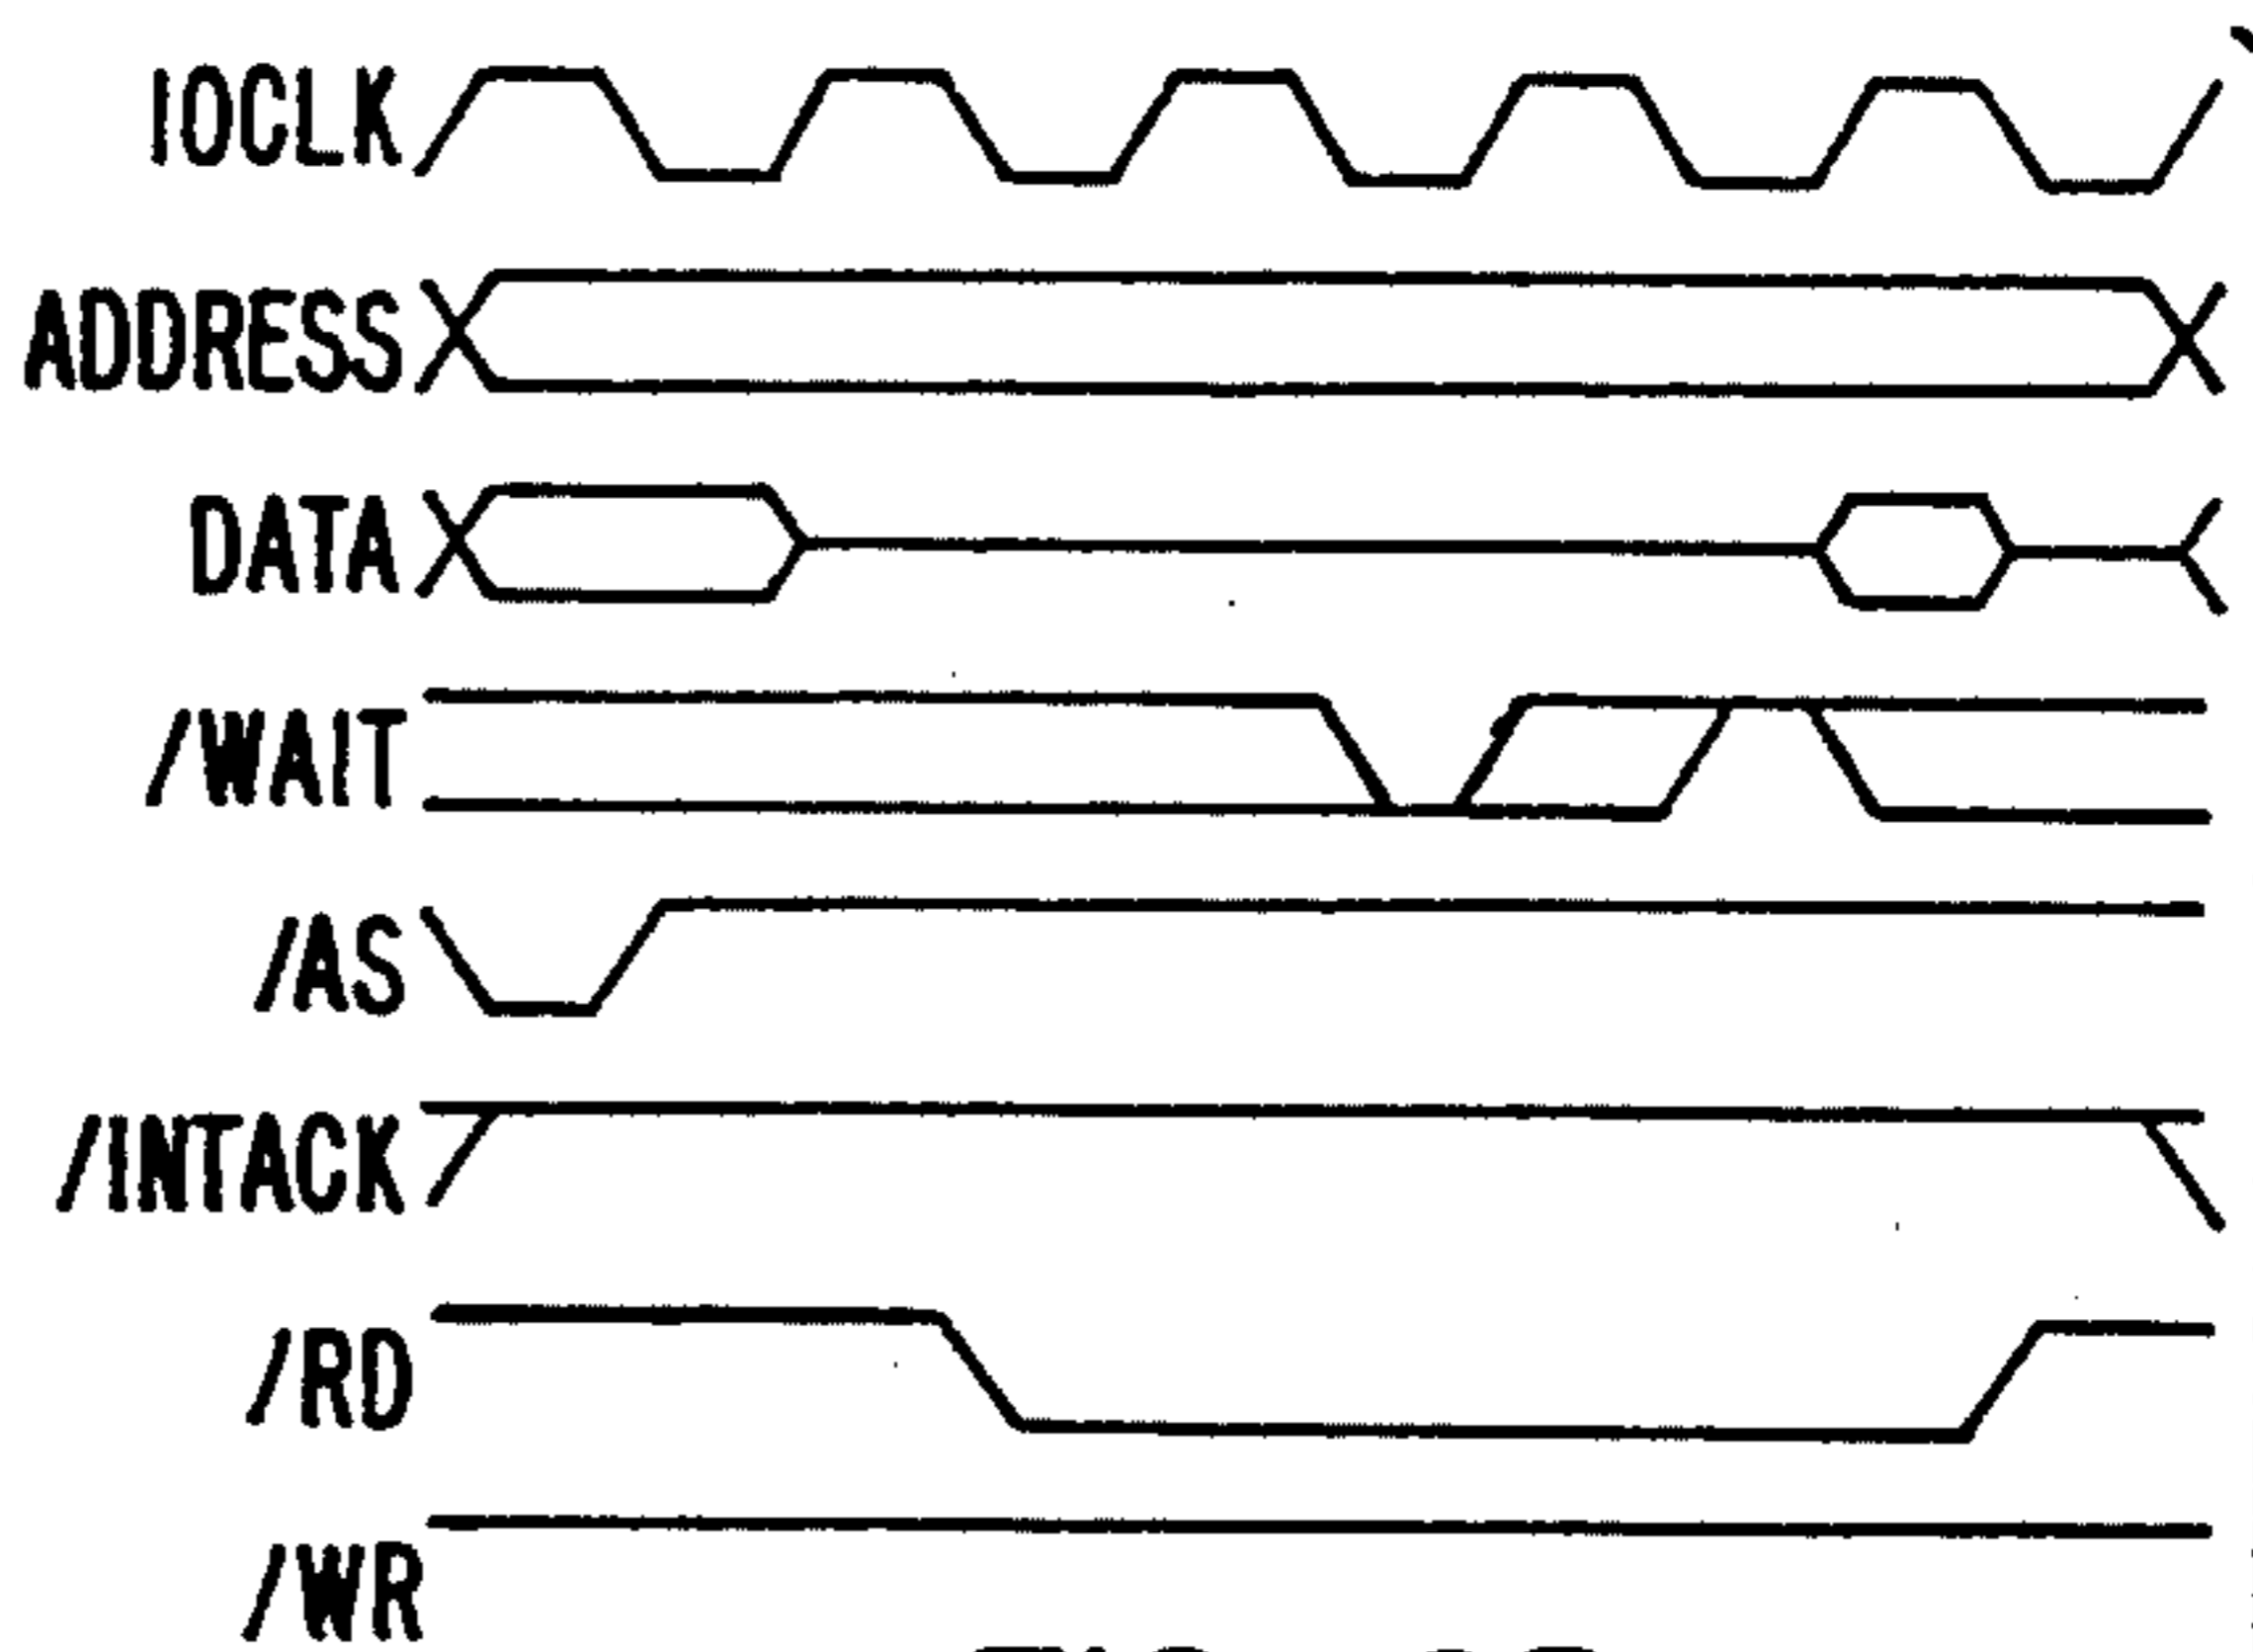 IOCLK
ADDRESS
DATA
/WAIT
/AS
/INTACK
/RD
/WR